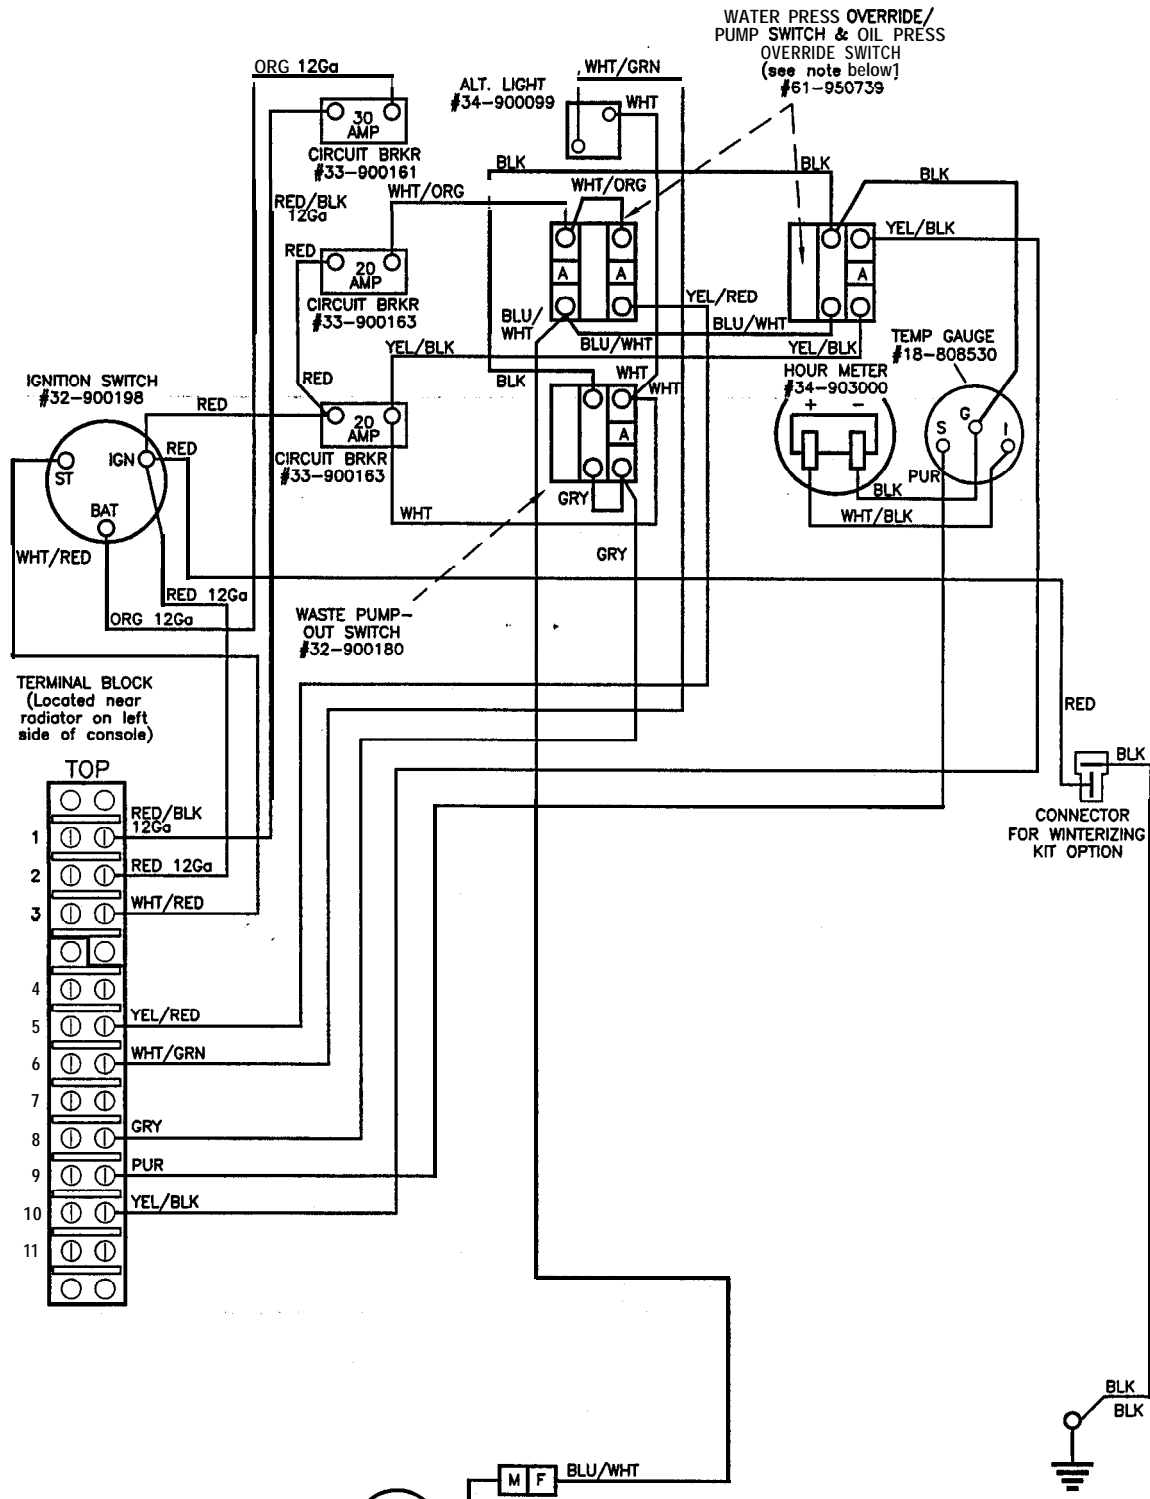 WATER PRESS OVERRIDE/
PUMP SWITCH & OIL PRESS
OVERRIDE SWITCH
(see note below1
#61-950739
ORG 12Ga
WHT/GRN
ALT. LIGHT
#34-900099
WHT
30
AMP
CIRCUIT BRKR
#33-900161
BLK
BLK
BLK
RED/BLK
12Ga
WHT/ORG
WHT/ORG
YEL/BLK
RED
20
AMP
A
A
A
CIRCUIT BRKR
#33-900163
BLU/
WHT
YEL/RED
BLU/WHT
BLU/WHT
YEL/BLK
YEL/BLK
TEMP GAUGE
#18-808530
IGNITION SWITCH
#32-900198
RED
BLK
WHT
WHT
HOUR METER
#34-903000
+ −
RED
20
AMP
A
S G I
IGN
RED
ST
CIRCUIT BRKR
#33-900163
PUR
GRY
BLK
BAT
WHT
WHT/BLK
WHT/RED
GRY
RED 12Ga
ORG 12Ga
WASTE PUMP-
OUT SWITCH
#32-900180
TERMINAL BLOCK
(Located near
radiator on left
side of console)
RED
TOP
BLK
RED/BLK
12Ga
1
CONNECTOR
FOR WINTERIZING
KIT OPTION
2
RED 12Ga
3
WHT/RED
4
5
YEL/RED
6
WHT/GRN
7
8
GRY
9
PUR
10
YEL/BLK
11
BLK
BLK
M F
BLU/WHT